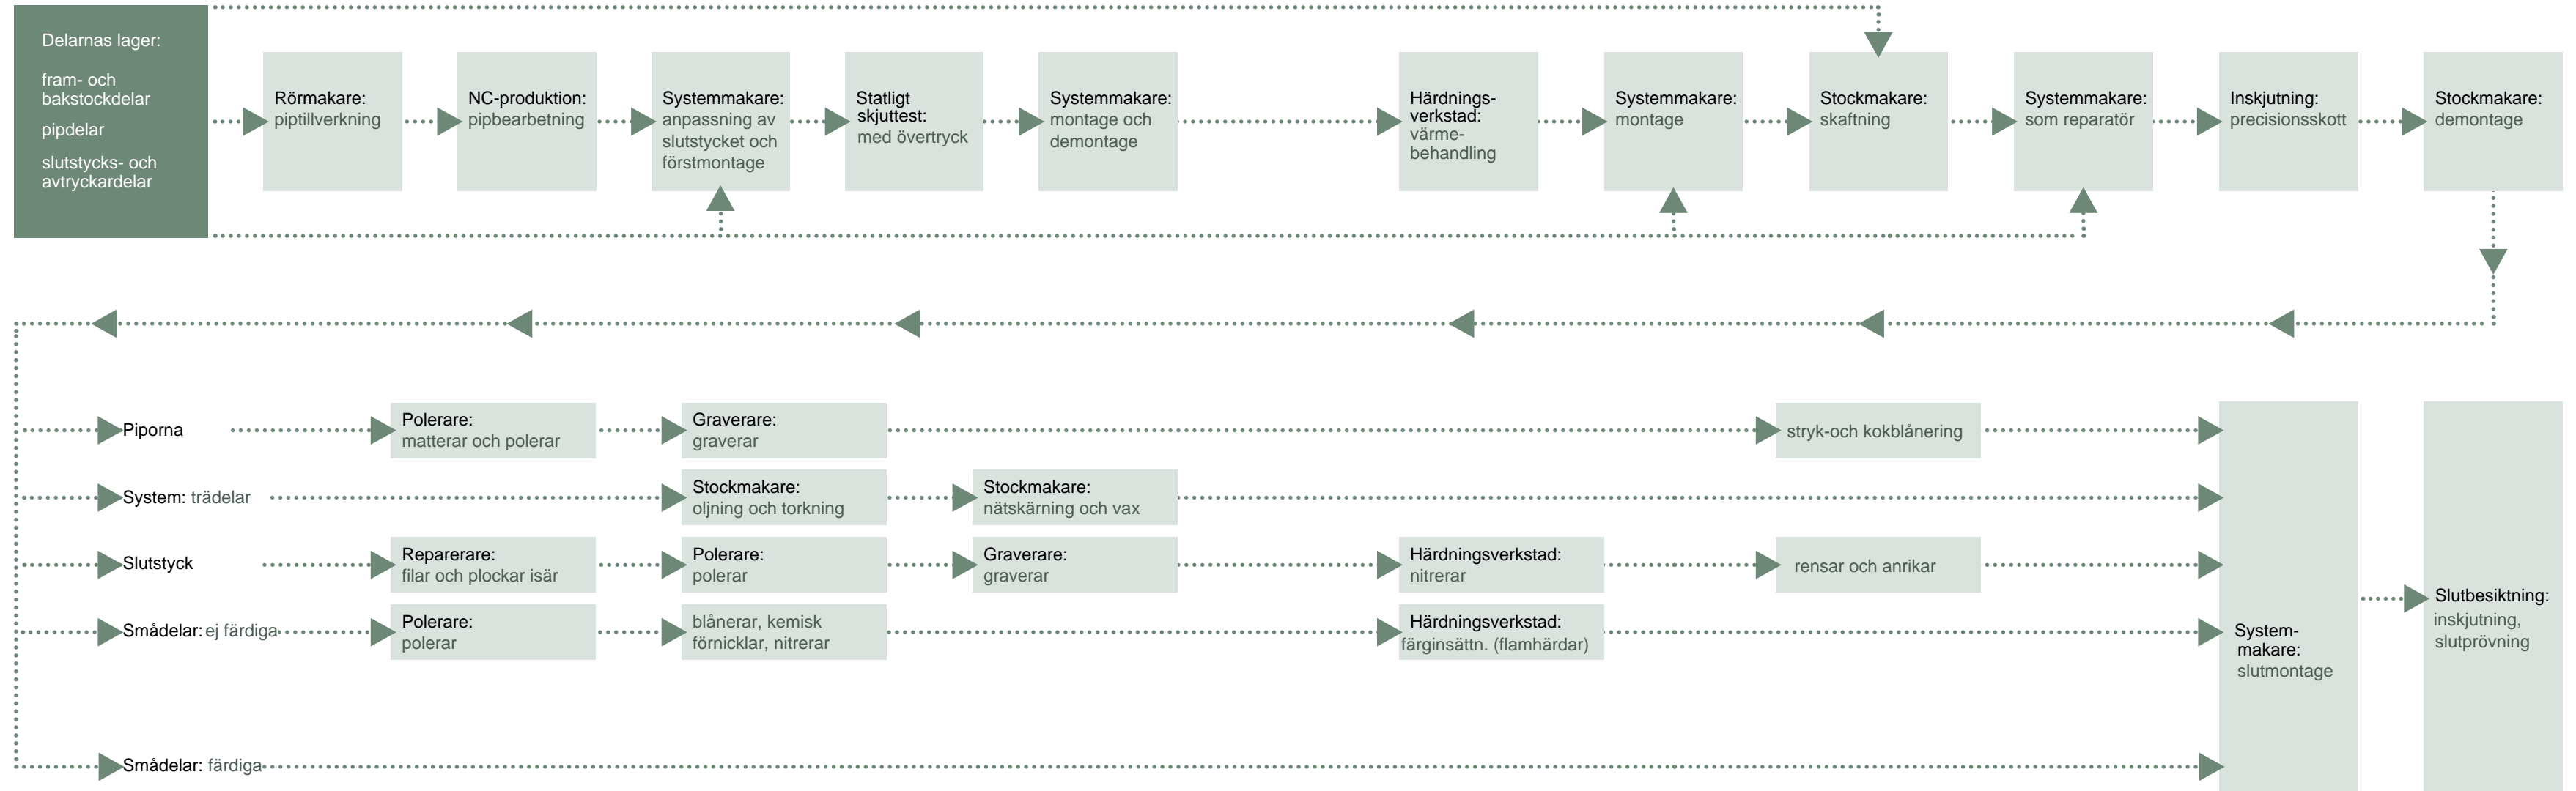 Delarnas lager:
fram- och
bakstockdelar
pipdelar
slutstycks- och
avtryckardelar
Rörmakare:
piptillverkning
NC-produktion:
pipbearbetning
Systemmakare:
anpassning av
slutstycket och
förstmontage
Statligt
skjuttest:
med övertryck
Systemmakare:
montage och
demontage
Härdnings-
verkstad:
värme-
behandling
Systemmakare:
montage
Stockmakare:
skaftning
Systemmakare:
som reparatör
Inskjutning:
precisionsskott
Stockmakare:
demontage
Piporna
Polerare:
matterar och polerar
Graverare:
graverar
stryk-och kokblånering
System: trädelar
Stockmakare:
oljning och torkning
Stockmakare:
nätskärning och vax
Slutstyck
Reparerare:
filar och plockar isär
Polerare:
polerar
Graverare:
graverar
Härdningsverkstad:
nitrerar
rensar och anrikar
Smådelar: ej färdiga
Polerare:
polerar
blånerar, kemisk
förnicklar, nitrerar
Härdningsverkstad:
färginsättn. (flamhärdar)
Smådelar: färdiga
System-
makare:
slutmontage
Slutbesiktning:
inskjutning,
slutprövning